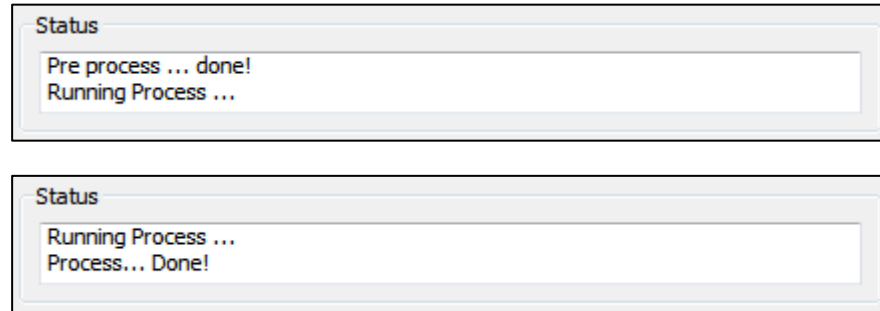 Status
Pre process ... done!
Running Process ...
Status
Running Process ...
Process... Done!